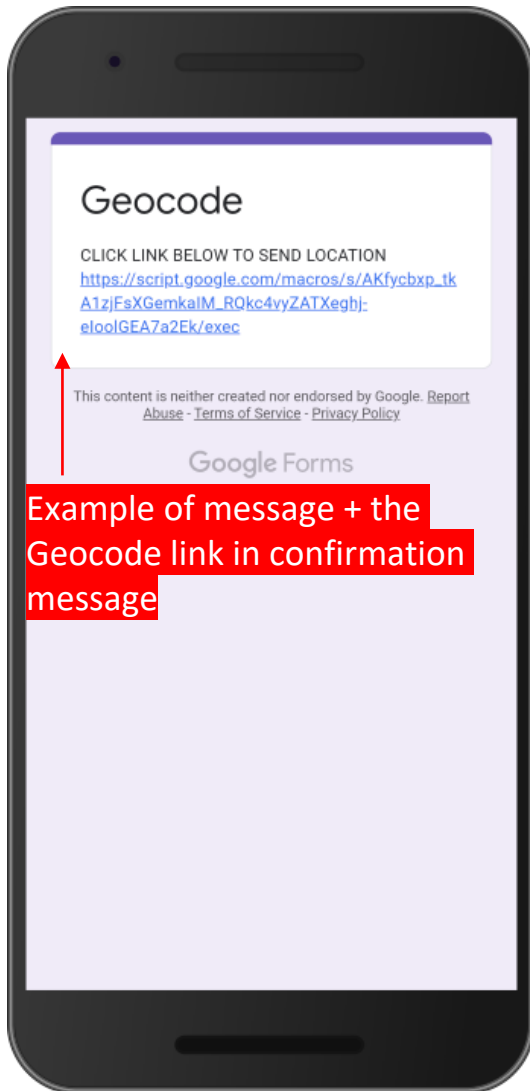 Geocode
CLICK LINK BELOW TO SEND LOCATION
https://script.google.com/macros/s/AKfycbxp_tk
A1zjFsXGemkaIM_RQkc4vyZATXeghj-
eIoolGEA7a2Ek/exec
This content is neither created nor endorsed by Google. Report
Abuse - Terms of Service - Privacy Policy
Google Forms
Example of message + the
Geocode link in confirmation
message